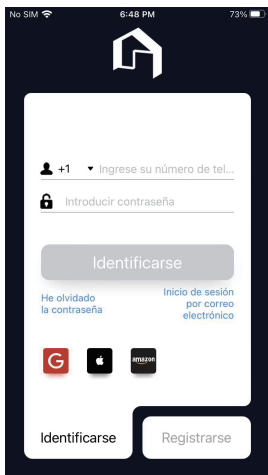 No SIM 6:48 PM 73%
+1 Ingrese su número de tel...
Introducir contraseña
Identificarse
He olvidado
la contraseña
Inicio de sesión
por correo
electrónico
G amazon
Identificarse Registrarse